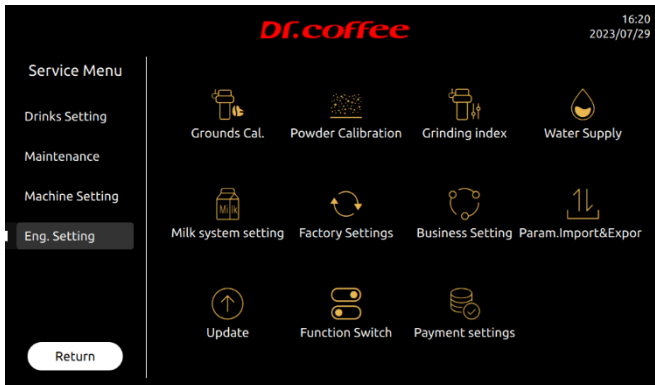 Dr.coffee
16:20
2023/07/29
Service Menu
Drinks Setting
Maintenance
Machine Setting
Eng. Setting
Return
Grounds Cal.
Powder Calibration
Grinding index
Water Supply
Milk
Milk system setting
Factory Settings
Business Setting
Param.Import&Expor
Update
Function Switch
Payment settings